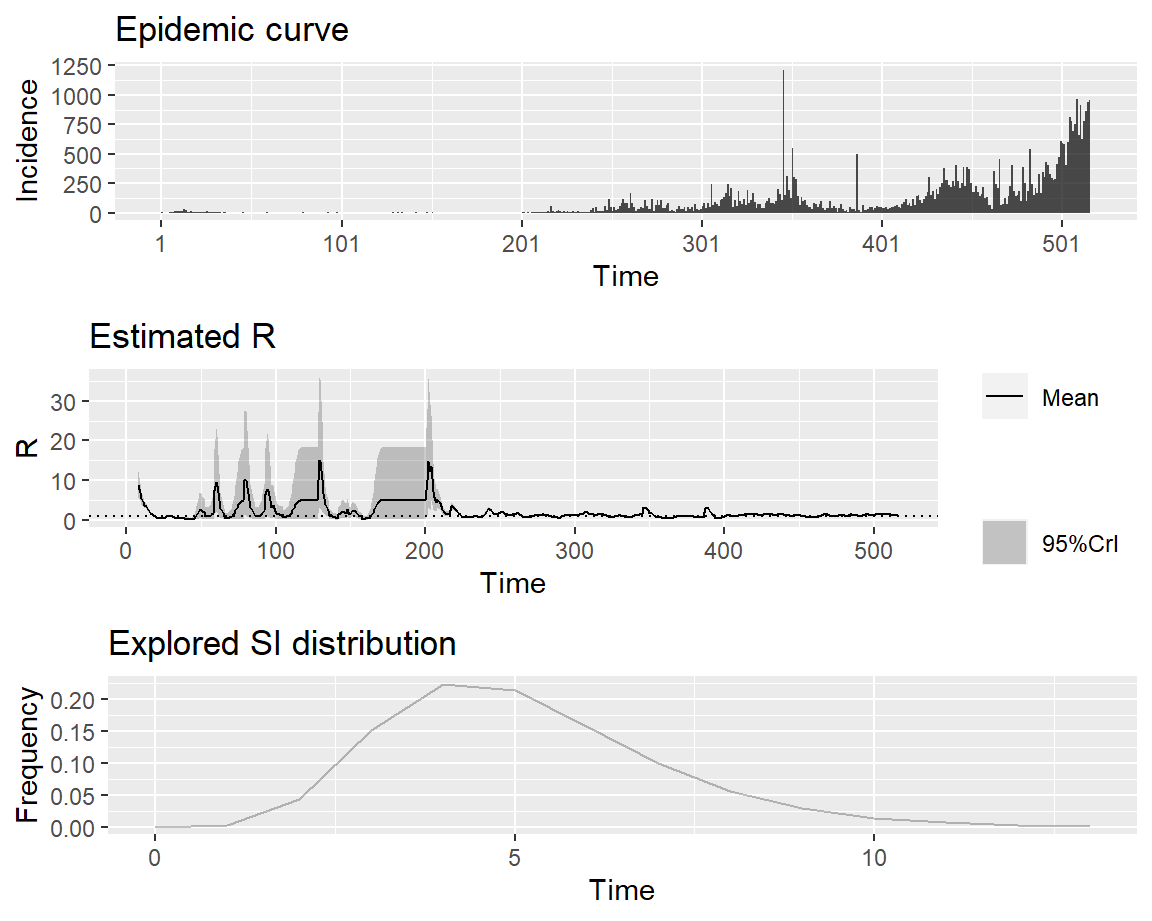 Epidemic curve
1250
1000
750
500
250
0
Incidence
1 101 201 301 401 501
Time
Estimated R
30
20
10
0
R
0 100 200 300 400 500
Time
Mean
95%CrI
Explored SI distribution
0.20
0.15
0.10
0.05
0.00
Frequency
0 5 10
Time